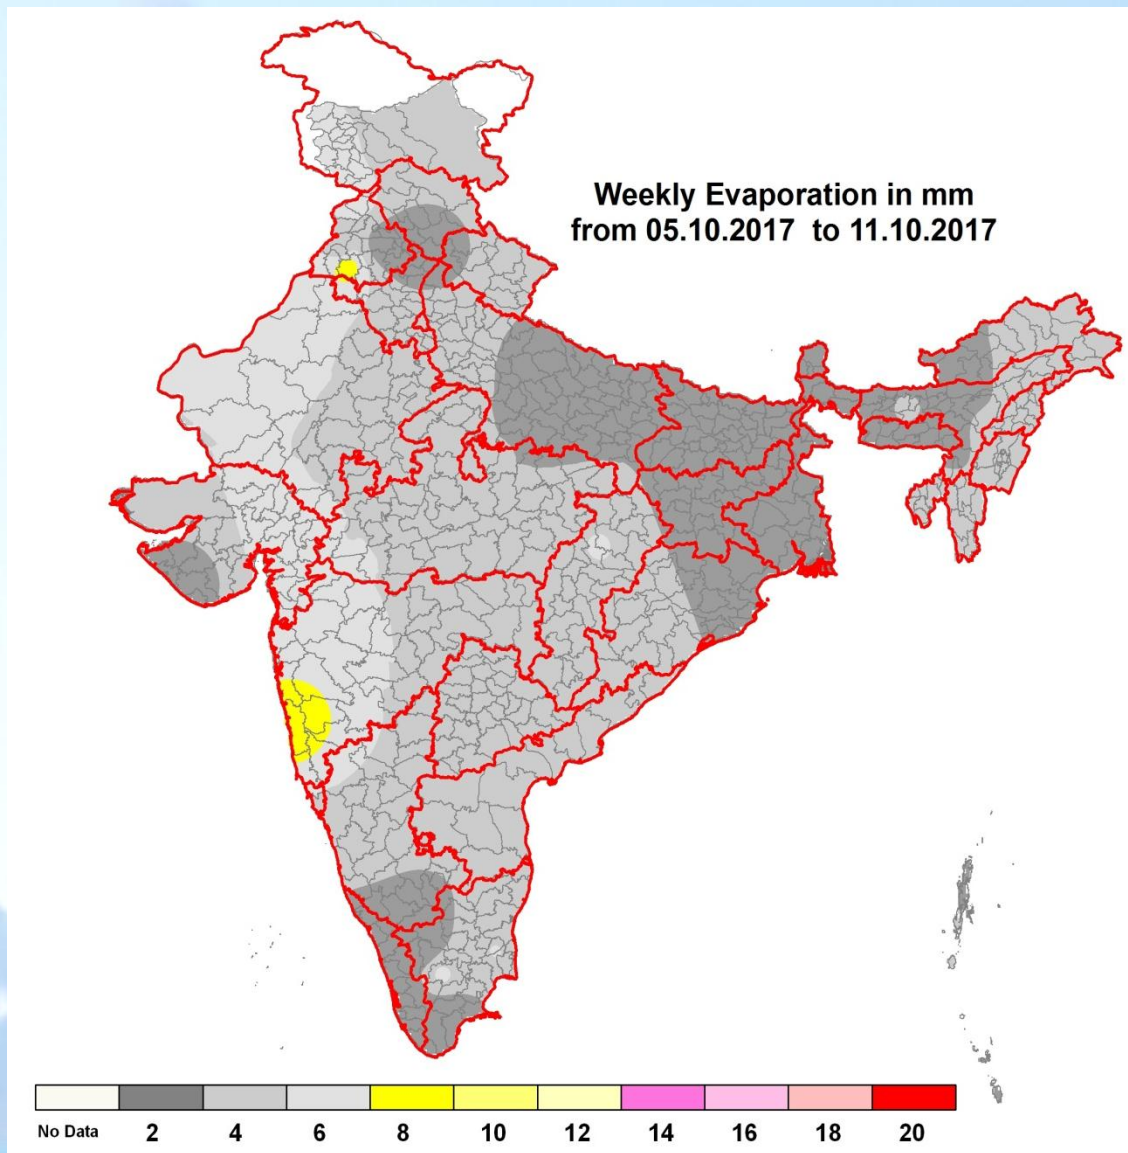 Weekly Evaporation in mm
from 05.10.2017 to 11.10.2017
No Data 2 4 6 8 10 12 14 16 18 20